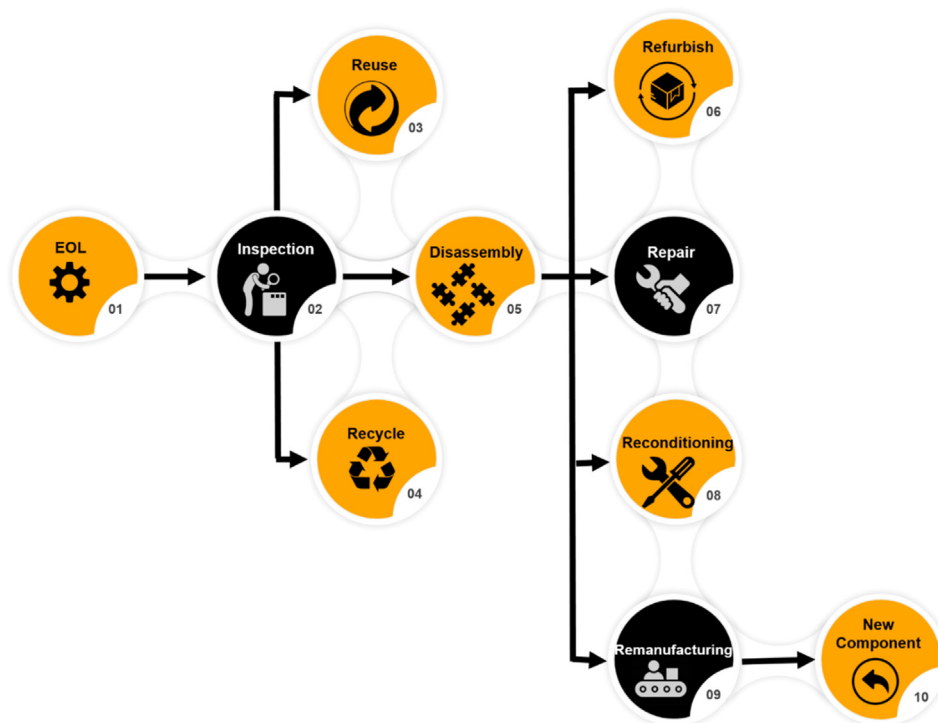 EOL
01
Inspection
02
Reuse
03
Recycle
04
Disassembly
05
Refurbish
06
Repair
07
Reconditioning
08
Remanufacturing
09
New
Component
10